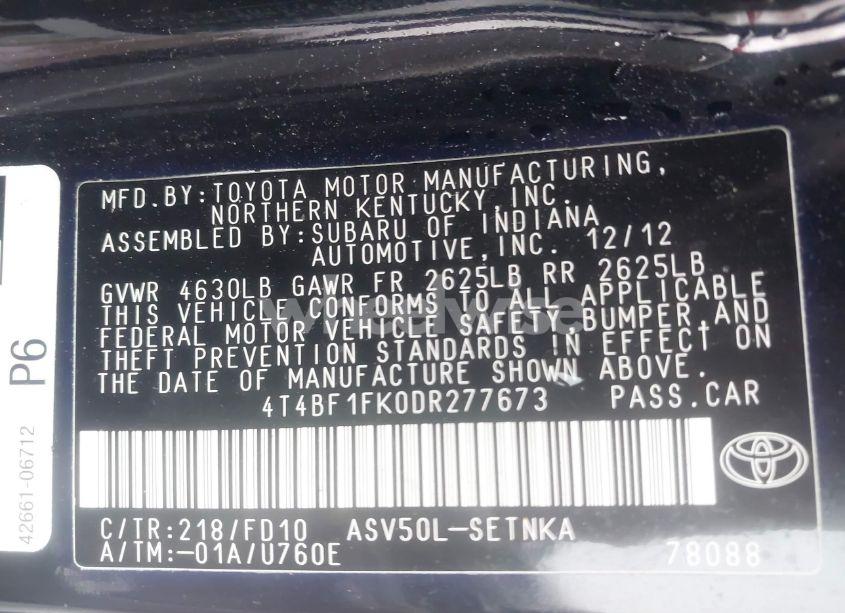 MFD.BY:TOYOTA MOTOR MANUFACTURING,
NORTHERN KENTUCKY,INC.
ASSEMBLED BY:SUBARU OF INDIANA
AUTOMOTIVE,INC. 12/12
GVWR 4630LB GAWR FR 2625LB RR 2625LB
THIS VEHICLE CONFORMS TO ALL APPLICABLE
FEDERAL MOTOR VEHICLE SAFETY,BUMPER,AND
THEFT PREVENTION STANDARDS IN EFFECT ON
THE DATE OF MANUFACTURE SHOWN ABOVE.
4T4BF1FK0DR277673 PASS.CAR
C/TR:218/FD10 ASV50L-SETNKA
A/TM:-01A/U760E 78088
P6
42661-06712